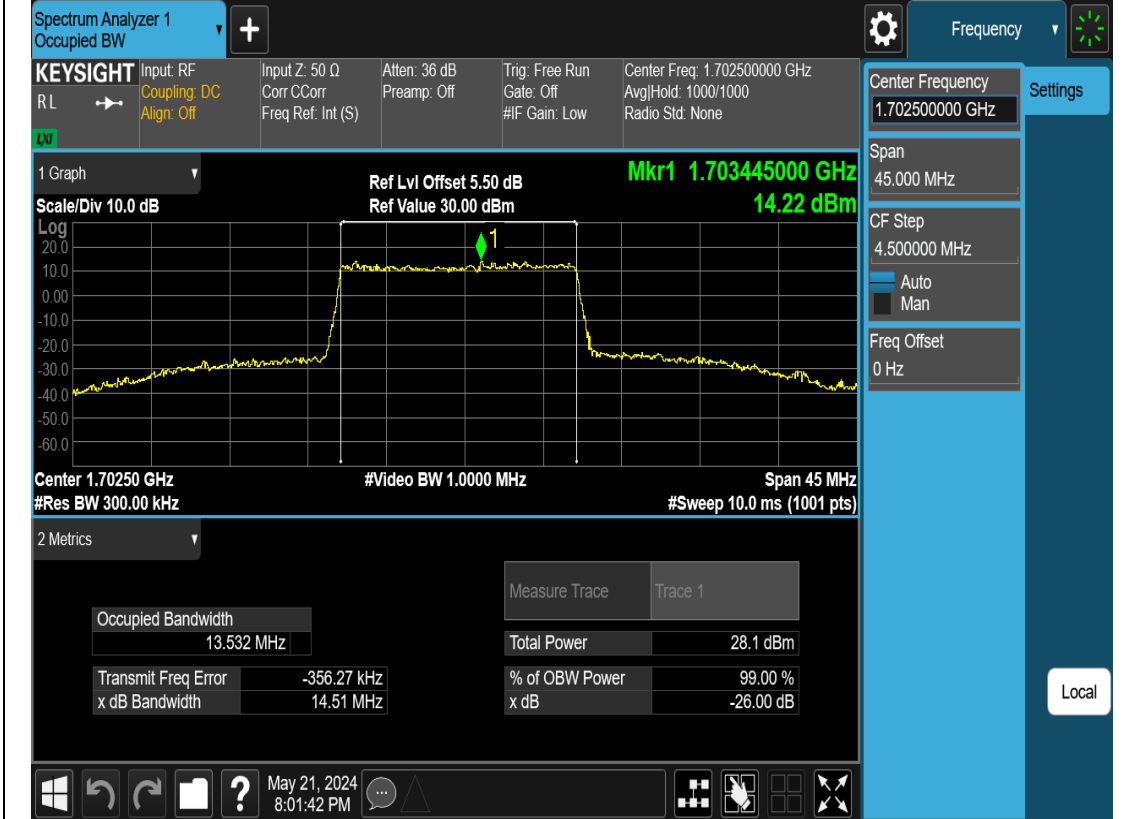 Spectrum Analyzer 1
Occupied BW
Frequency
KEYSIGHT
R L
LXI
Input: RF
Coupling: DC
Align: Off
Input Z: 50 Ω
Corr CCorr
Freq Ref: Int (S)
Atten: 36 dB
Preamp: Off
Trig: Free Run
Gate: Off
#IF Gain: Low
Center Freq: 1.702500000 GHz
Avg|Hold: 1000/1000
Radio Std: None
Center Frequency
1.702500000 GHz
Settings
Span
45.000 MHz
CF Step
4.500000 MHz
Auto
Man
Freq Offset
0 Hz
Local
1 Graph
Scale/Div 10.0 dB
Ref Lvl Offset 5.50 dB
Ref Value 30.00 dBm
Mkr1 1.703445000 GHz
14.22 dBm
Log
20.0
10.0
0.00
-10.0
-20.0
-30.0
-40.0
-50.0
-60.0
1
Center 1.70250 GHz
#Video BW 1.0000 MHz
Span 45 MHz
#Res BW 300.00 kHz
#Sweep 10.0 ms (1001 pts)
2 Metrics
Measure Trace
Trace 1
Occupied Bandwidth
13.532 MHz
Total Power
28.1 dBm
Transmit Freq Error
-356.27 kHz
% of OBW Power
99.00 %
x dB Bandwidth
14.51 MHz
x dB
-26.00 dB
May 21, 2024
8:01:42 PM